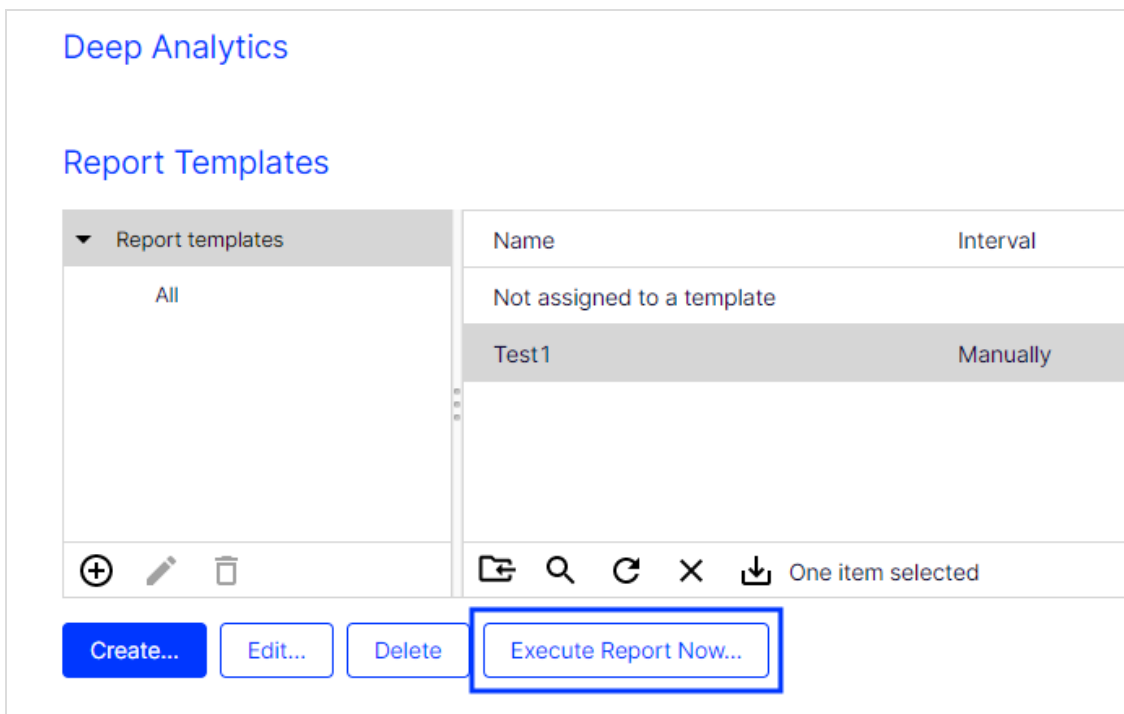 Deep Analytics
Report Templates
Report templates
All
Name Interval
Not assigned to a template
Test1 Manually
One item selected
Create... Edit... Delete Execute Report Now...